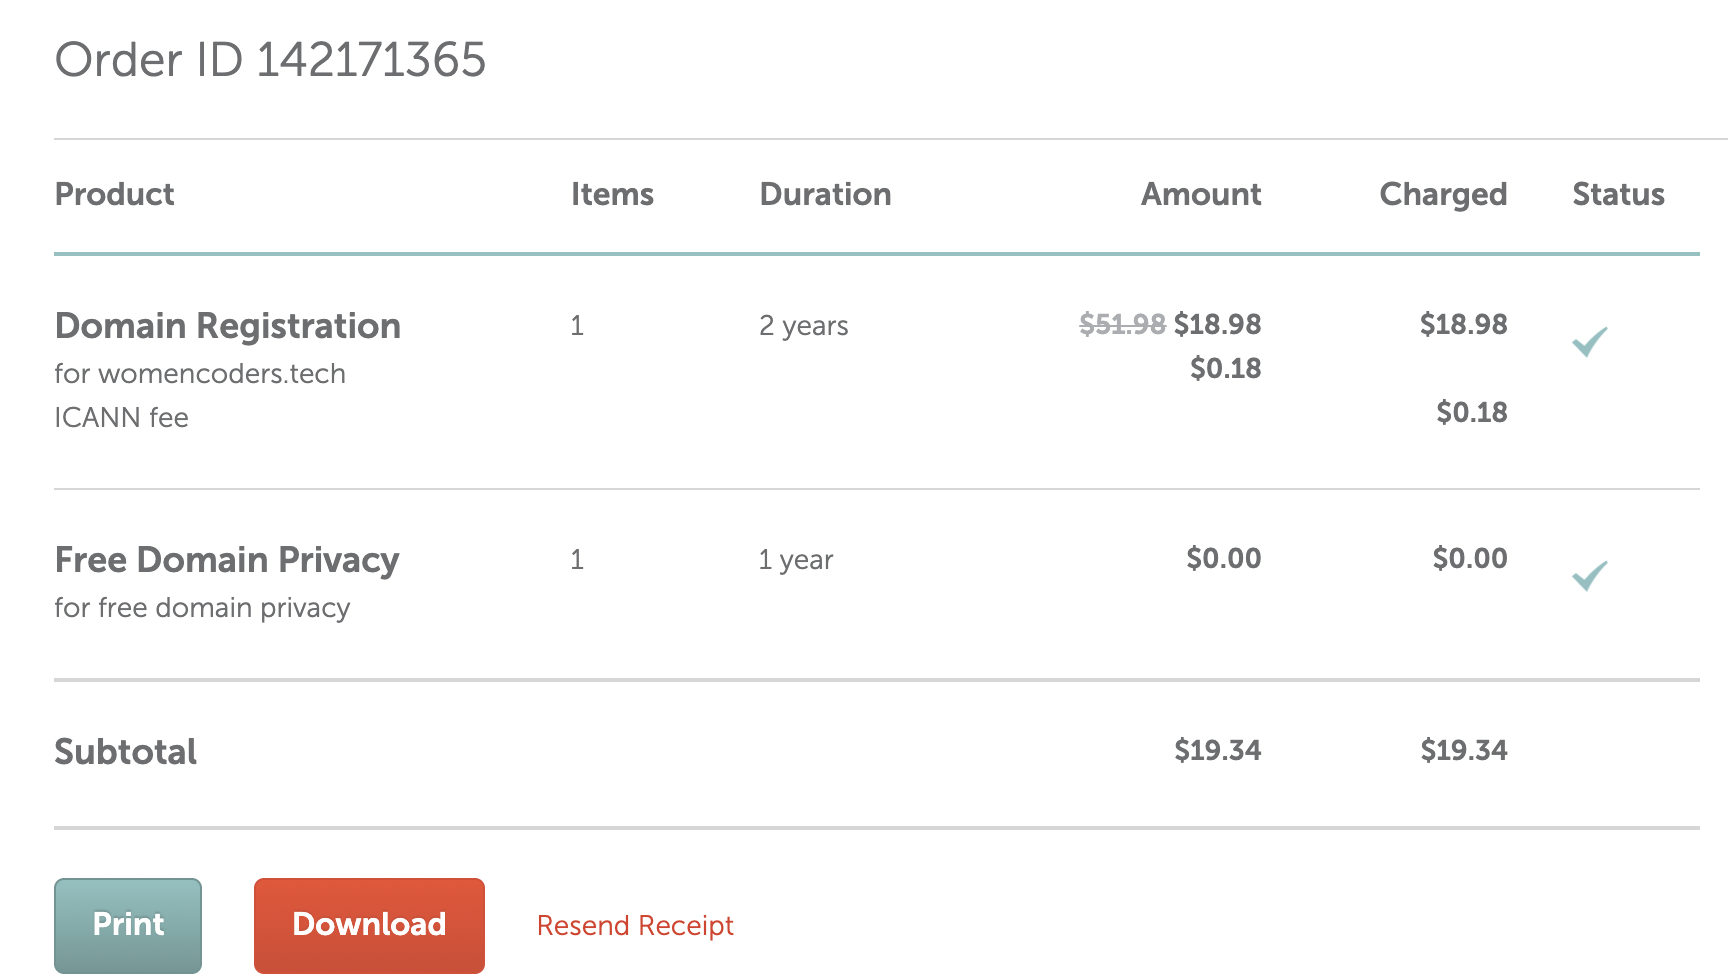 Order ID 142171365
Product Items Duration Amount Charged Status
Domain Registration 1 2 years $51.98 $18.98 $18.98
for womencoders.tech $0.18
ICANN fee $0.18
Free Domain Privacy 1 1 year $0.00 $0.00
for free domain privacy
Subtotal $19.34 $19.34
Print Download Resend Receipt